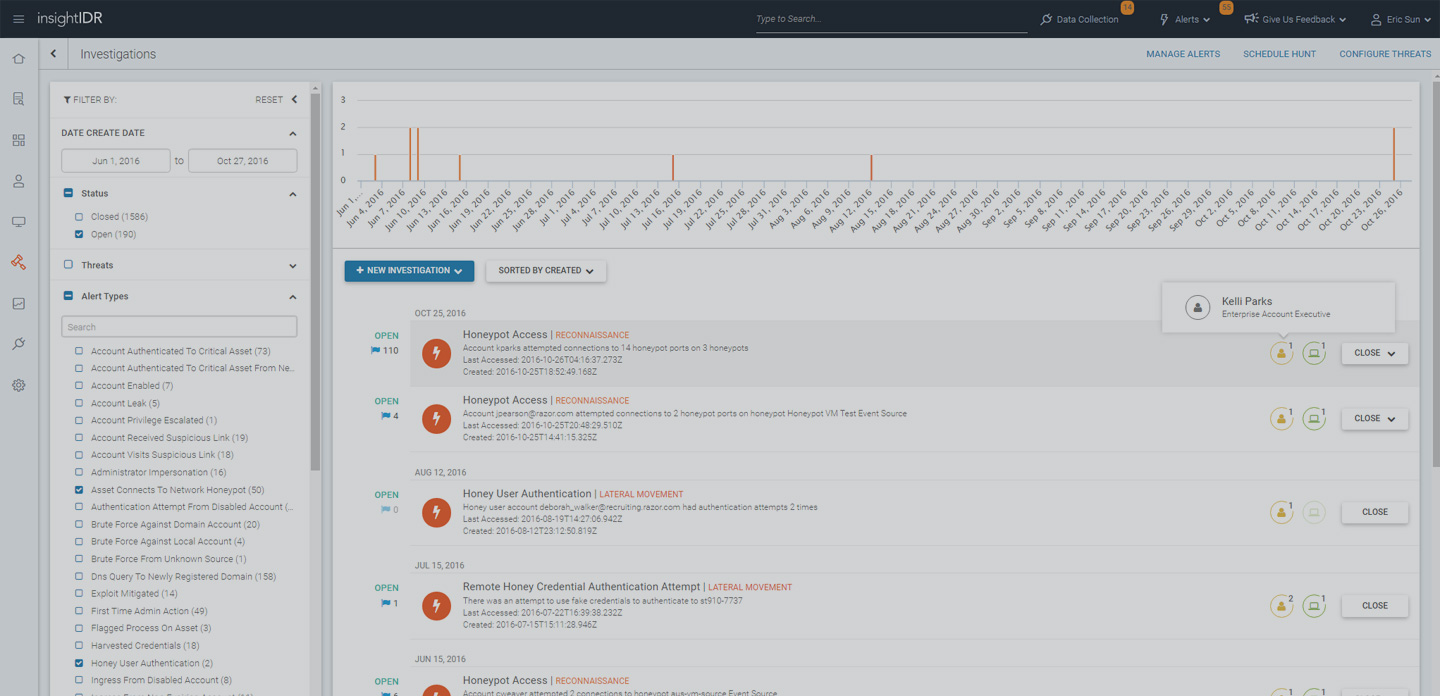 insightIDR
Type to Search...
Data Collection 14
Alerts 55
Give Us Feedback
Eric Sun
Investigations
MANAGE ALERTS
SCHEDULE HUNT
CONFIGURE THREATS
FILTER BY:
RESET
DATE CREATE DATE
Jun 1, 2016 to Oct 27, 2016
Status
Closed (1586)
Open (190)
Threats
Alert Types
Search
Account Authenticated To Critical Asset (73)
Account Authenticated To Critical Asset From Ne...
Account Enabled (7)
Account Leak (5)
Account Privilege Escalated (1)
Account Received Suspicious Link (19)
Account Visits Suspicious Link (18)
Administrator Impersonation (16)
Asset Connects To Network Honeypot (50)
Authentication Attempt From Disabled Account (...
Brute Force Against Domain Account (20)
Brute Force Against Local Account (4)
Brute Force From Unknown Source (1)
Dns Query To Newly Registered Domain (158)
Exploit Mitigated (14)
First Time Admin Action (49)
Flagged Process On Asset (3)
Harvested Credentials (18)
Honey User Authentication (2)
Ingress From Disabled Account (8)
3
2
1
0
Jun 1,...
Jun 4, 2016
Jun 7, 2016
Jun 10, 2016
Jun 13, 2016
Jun 16, 2016
Jun 19, 2016
Jun 22, 2016
Jun 25, 2016
Jun 28, 2016
Jul 1, 2016
Jul 4, 2016
Jul 7, 2016
Jul 10, 2016
Jul 13, 2016
Jul 16, 2016
Jul 19, 2016
Jul 22, 2016
Jul 25, 2016
Jul 28, 2016
Jul 31, 2016
Aug 3, 2016
Aug 6, 2016
Aug 9, 2016
Aug 12, 2016
Aug 15, 2016
Aug 18, 2016
Aug 21, 2016
Aug 24, 2016
Aug 27, 2016
Aug 30, 2016
Sep 2, 2016
Sep 5, 2016
Sep 8, 2016
Sep 11, 2016
Sep 14, 2016
Sep 17, 2016
Sep 20, 2016
Sep 23, 2016
Sep 26, 2016
Sep 29, 2016
Oct 2, 2016
Oct 5, 2016
Oct 8, 2016
Oct 11, 2016
Oct 14, 2016
Oct 17, 2016
Oct 20, 2016
Oct 23, 2016
Oct 26, 2016
+ NEW INVESTIGATION
SORTED BY CREATED
Kelli Parks
Enterprise Account Executive
OCT 25, 2016
OPEN
110
Honeypot Access | RECONNAISSANCE
Account kparks attempted connections to 14 honeypot ports on 3 honeypots
Last Accessed: 2016-10-26T04:16:37.273Z
Created: 2016-10-25T18:52:49.168Z
1
1
CLOSE
OPEN
4
Honeypot Access | RECONNAISSANCE
Account jpearson@razor.com attempted connections to 2 honeypot ports on honeypot Honeypot VM Test Event Source
Last Accessed: 2016-10-25T20:48:29.510Z
Created: 2016-10-25T14:41:15.325Z
1
1
CLOSE
AUG 12, 2016
OPEN
0
Honey User Authentication | LATERAL MOVEMENT
Honey user account deborah_walker@recruiting.razor.com had authentication attempts 2 times
Last Accessed: 2016-08-19T14:27:06.942Z
Created: 2016-08-12T23:12:50.819Z
1
CLOSE
JUL 15, 2016
OPEN
1
Remote Honey Credential Authentication Attempt | LATERAL MOVEMENT
There was an attempt to use fake credentials to authenticate to st910-7737
Last Accessed: 2016-07-22T16:39:38.232Z
Created: 2016-07-15T15:11:28.946Z
2
1
CLOSE
JUN 15, 2016
OPEN
Honeypot Access | RECONNAISSANCE
Account cweaver attempted 2 connections to honeypot aus-vm-source Event Source